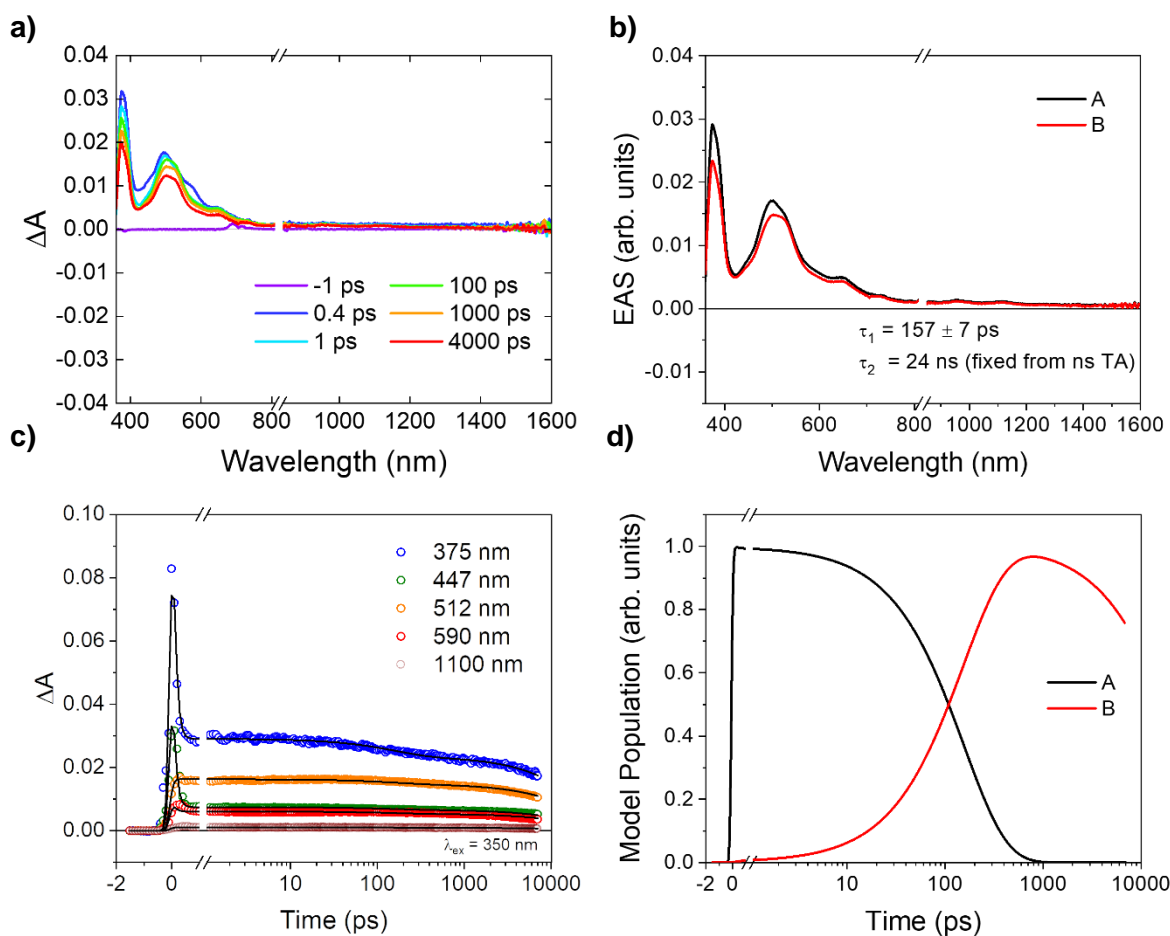 a)
0.04
0.03
0.02
0.01
0.00
-0.01
-0.02
-0.03
-0.04
ΔA
-1 ps
0.4 ps
1 ps
100 ps
1000 ps
4000 ps
400 600 800 1000 1200 1400 1600
Wavelength (nm)
b)
0.04
0.03
0.02
0.01
0.00
-0.01
EAS (arb. units)
A
B
τ1 = 157 ± 7 ps
τ2 = 24 ns (fixed from ns TA)
400 600 800 1000 1200 1400 1600
Wavelength (nm)
c)
0.10
0.08
0.06
0.04
0.02
0.00
ΔA
375 nm
447 nm
512 nm
590 nm
1100 nm
λex = 350 nm
-2 0 10 100 1000 10000
Time (ps)
d)
1.0
0.8
0.6
0.4
0.2
0.0
Model Population (arb. units)
A
B
-2 0 10 100 1000 10000
Time (ps)